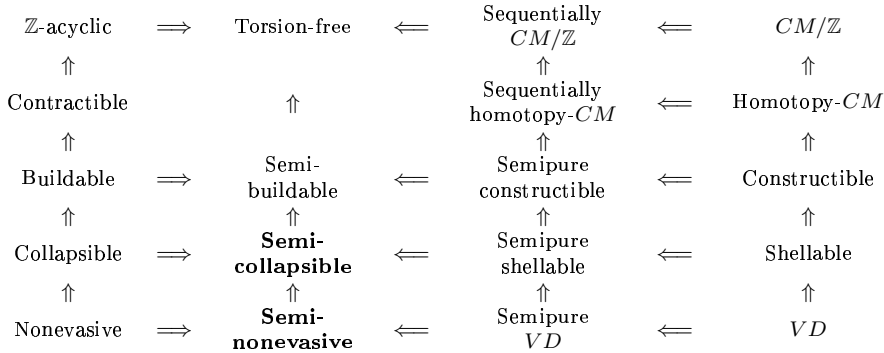 ℤ-acyclic ⟹ Torsion-free ⟸ Sequentially CM/ℤ ⟸ CM/ℤ
⇑ ⇑ ⇑
Contractible ⇑ Sequentially homotopy-CM ⟸ Homotopy-CM
⇑ ⇑ ⇑
Buildable ⟹ Semi-buildable ⟸ Semipure constructible ⟸ Constructible
⇑ ⇑ ⇑ ⇑
Collapsible ⟹ Semi-collapsible ⟸ Semipure shellable ⟸ Shellable
⇑ ⇑ ⇑ ⇑
Nonevasive ⟹ Semi-nonevasive ⟸ Semipure VD ⟸ VD